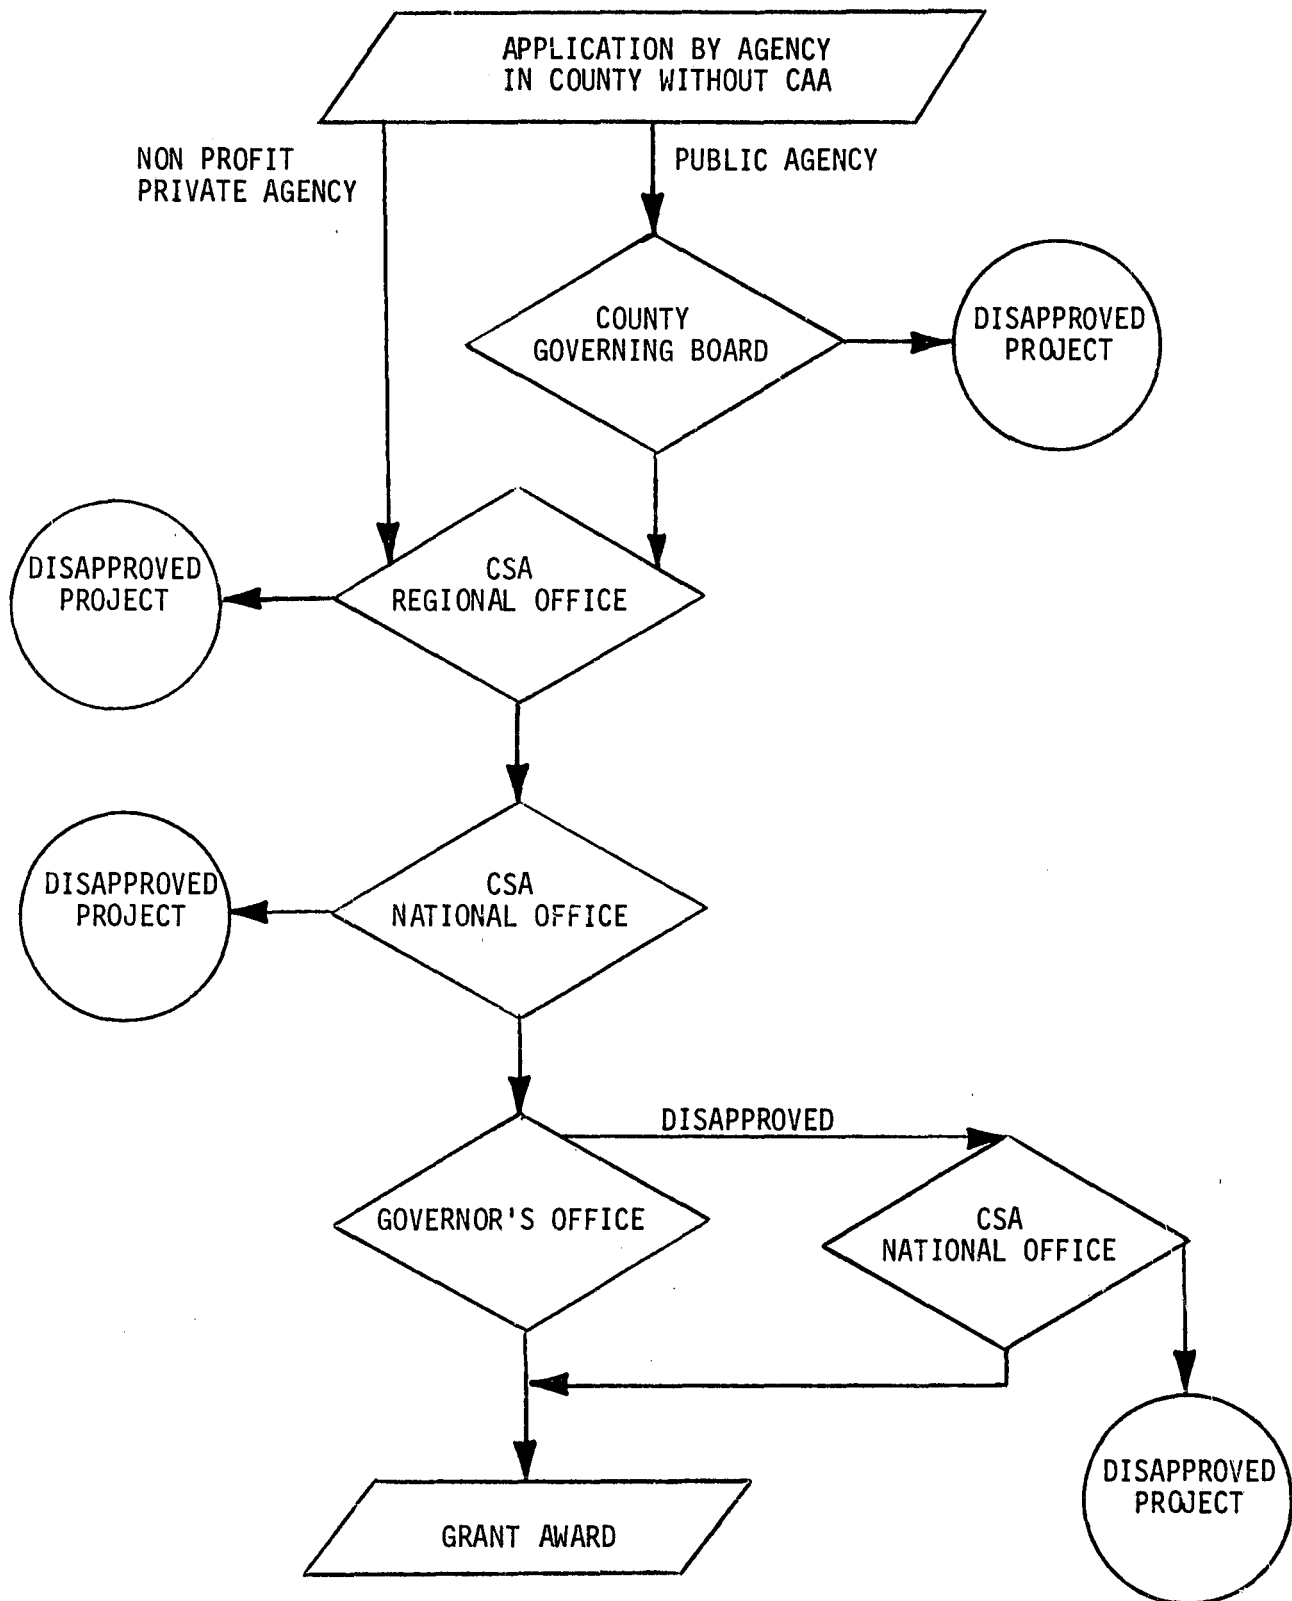 APPLICATION BY AGENCY
IN COUNTY WITHOUT CAA
NON PROFIT
PRIVATE AGENCY
PUBLIC AGENCY
COUNTY
GOVERNING BOARD
DISAPPROVED
PROJECT
CSA
REGIONAL OFFICE
DISAPPROVED
PROJECT
CSA
NATIONAL OFFICE
DISAPPROVED
PROJECT
DISAPPROVED
GOVERNOR'S OFFICE
CSA
NATIONAL OFFICE
DISAPPROVED
PROJECT
GRANT AWARD